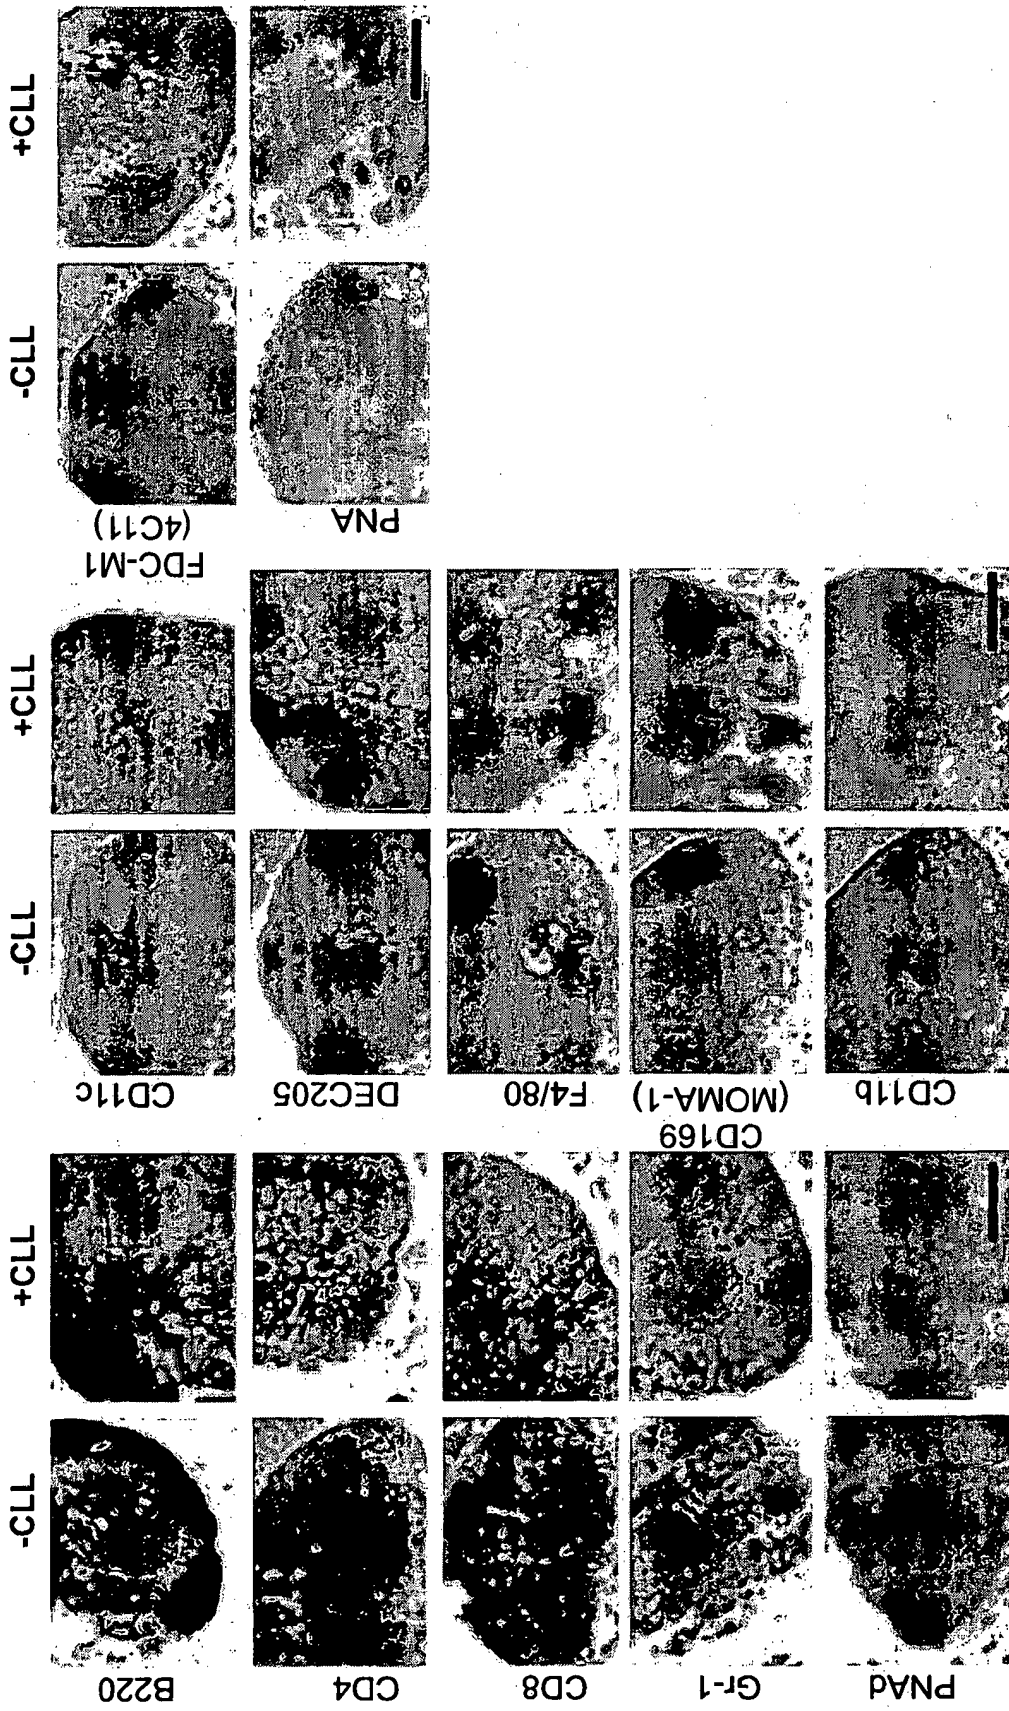 -CLL +CLL
B220
CD4
CD8
Gr-1
PNAd
-CLL +CLL
CD11c
DEC205
F4/80
CD169
(MOMA-1)
CD11b
-CLL +CLL
FDC-M1
(4C11)
PNA